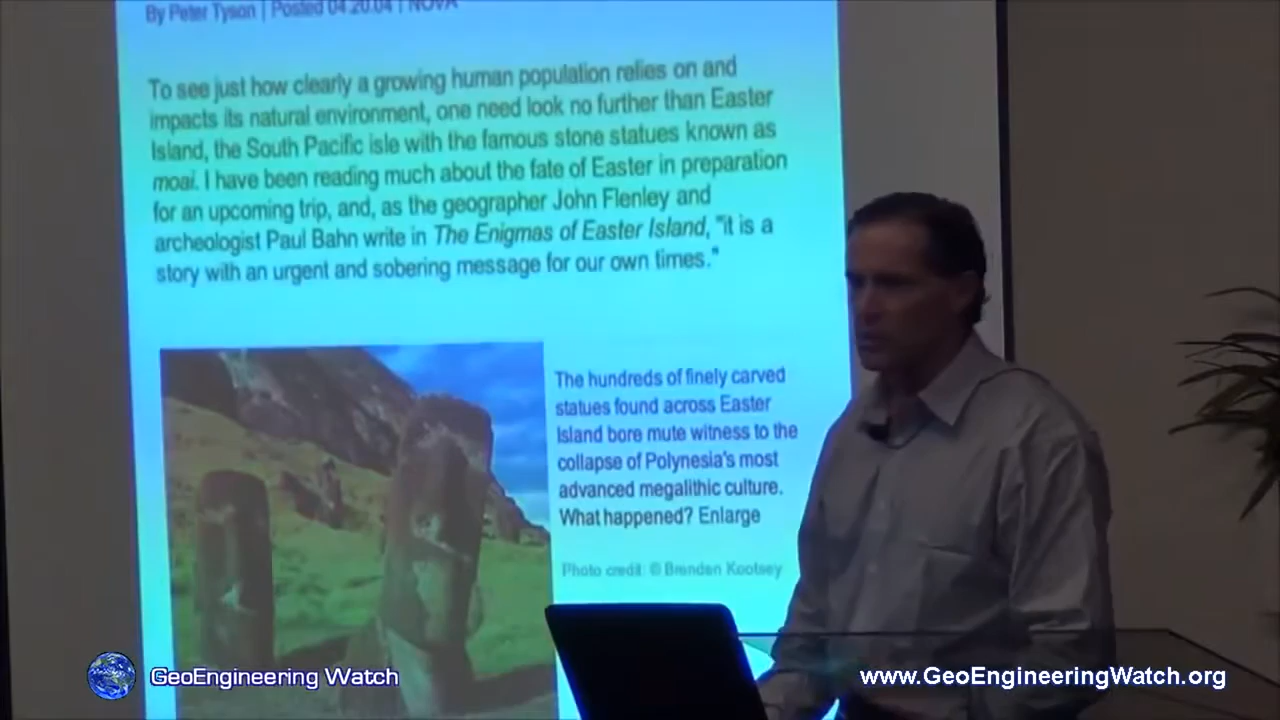 By Peter Tyson | Posted 04.20.04 | NOVA
To see just how clearly a growing human population relies on and
impacts its natural environment, one need look no further than Easter
Island, the South Pacific isle with the famous stone statues known as
moai. I have been reading much about the fate of Easter in preparation
for an upcoming trip, and, as the geographer John Flenley and
archeologist Paul Bahn write in The Enigmas of Easter Island, "it is a
story with an urgent and sobering message for our own times."
The hundreds of finely carved
statues found across Easter
Island bore mute witness to the
collapse of Polynesia's most
advanced megalithic culture.
What happened? Enlarge
Photo credit: © Brendan Kootsey
GeoEngineering Watch
www.GeoEngineeringWatch.org